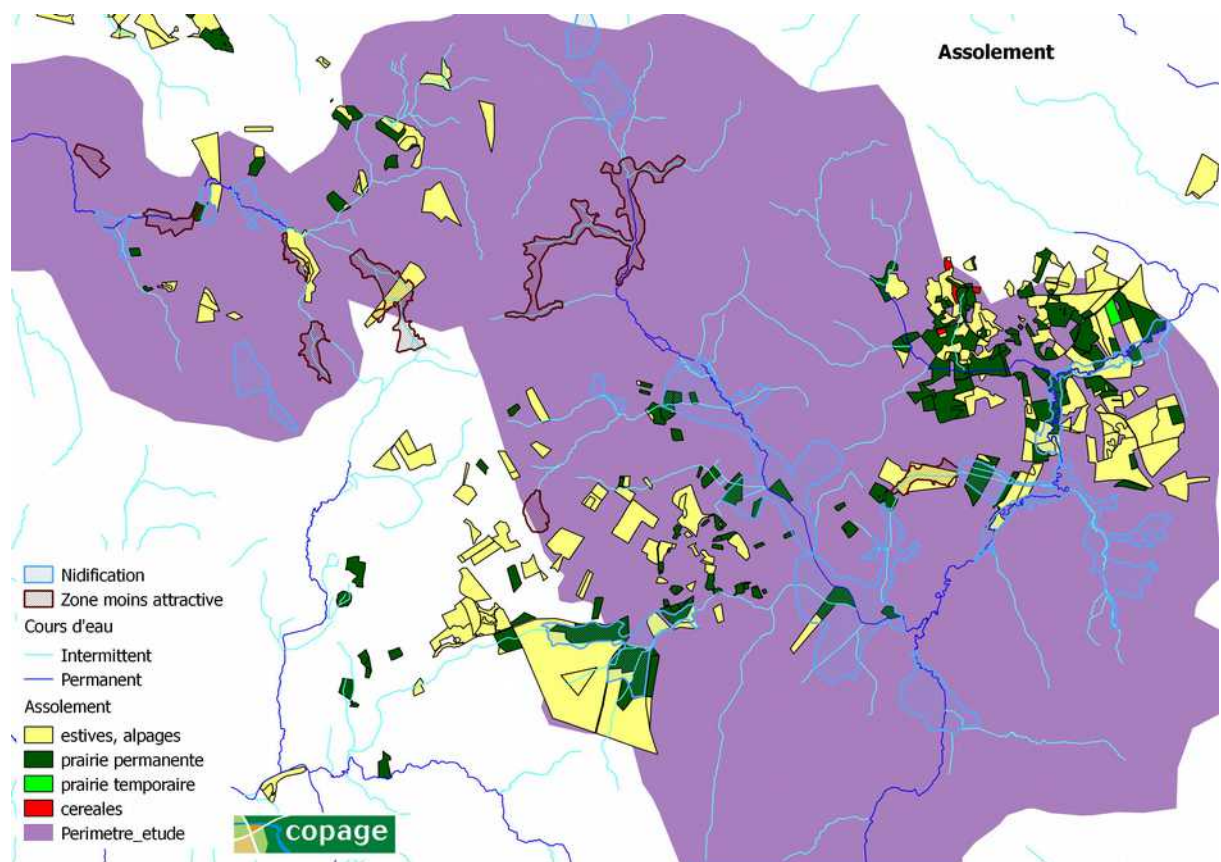 Assolement
Nidification
Zone moins attractive
Cours d'eau
Intermittent
Permanent
Assolement
estives, alpages
prairie permanente
prairie temporaire
cereales
Perimetre_etude
copage